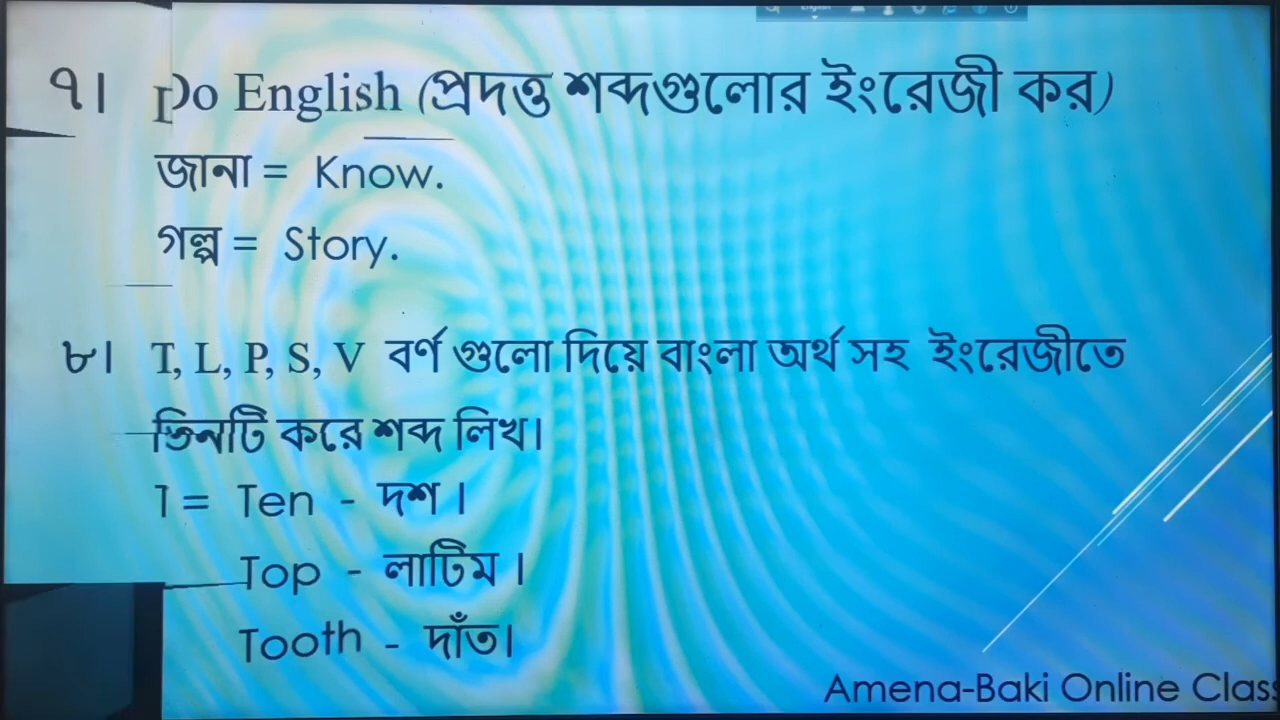 ৭। Do English (প্রদত্ত শব্দগুলোর ইংরেজী কর)
জানা = Know.
গল্প = Story.
৮। T, L, P, S, V বর্ণ গুলো দিয়ে বাংলা অর্থ সহ ইংরেজীতে
তিনটি করে শব্দ লিখ।
T = Ten - দশ ।
Top - লাটিম ।
Tooth - দাঁত।
Amena-Baki Online Class